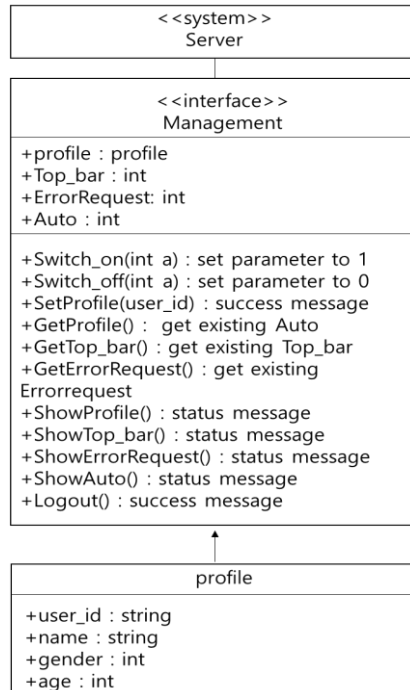 <<system>>
Server
<<interface>>
Management
+profile : profile
+Top_bar : int
+ErrorRequest: int
+Auto : int
+Switch_on(int a) : set parameter to 1
+Switch_off(int a) : set parameter to 0
+SetProfile(user_id) : success message
+GetProfile() : get existing Auto
+GetTop_bar() : get existing Top_bar
+GetErrorRequest() : get existing
Errorrequest
+ShowProfile() : status message
+ShowTop_bar() : status message
+ShowErrorRequest() : status message
+ShowAuto() : status message
+Logout() : success message
profile
+user_id : string
+name : string
+gender : int
+age : int